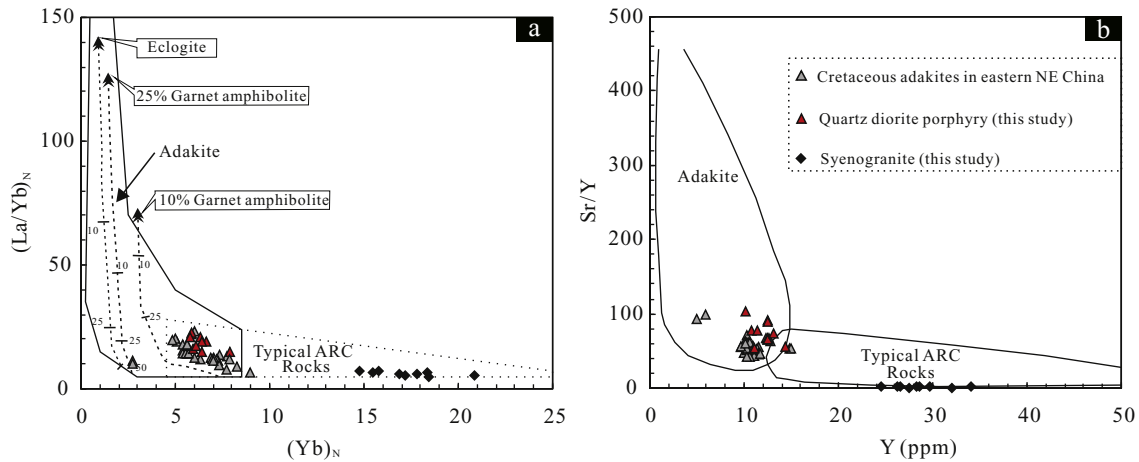 a
150
100
50
0
(La/Yb)N
Eclogite
25% Garnet amphibolite
Adakite
10% Garnet amphibolite
10
10
10
25
25
25
50
Typical ARC
Rocks
0 5 10 15 20 25
(Yb)N
b
500
400
300
200
100
0
Sr/Y
Cretaceous adakites in eastern NE China
Quartz diorite porphyry (this study)
Syenogranite (this study)
Adakite
Typical ARC
Rocks
0 10 20 30 40 50
Y (ppm)